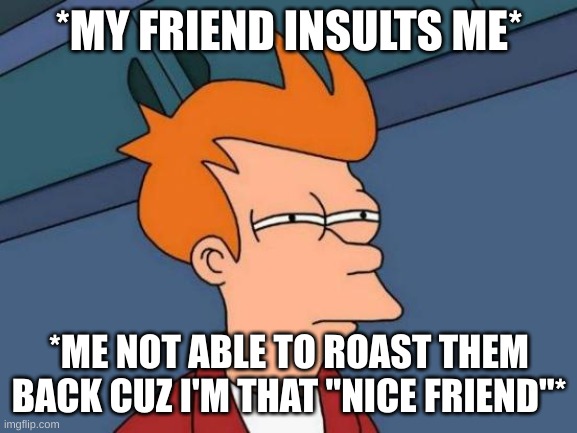 *MY FRIEND INSULTS ME*
*ME NOT ABLE TO ROAST THEM
BACK CUZ I'M THAT "NICE FRIEND"*
imgflip.com